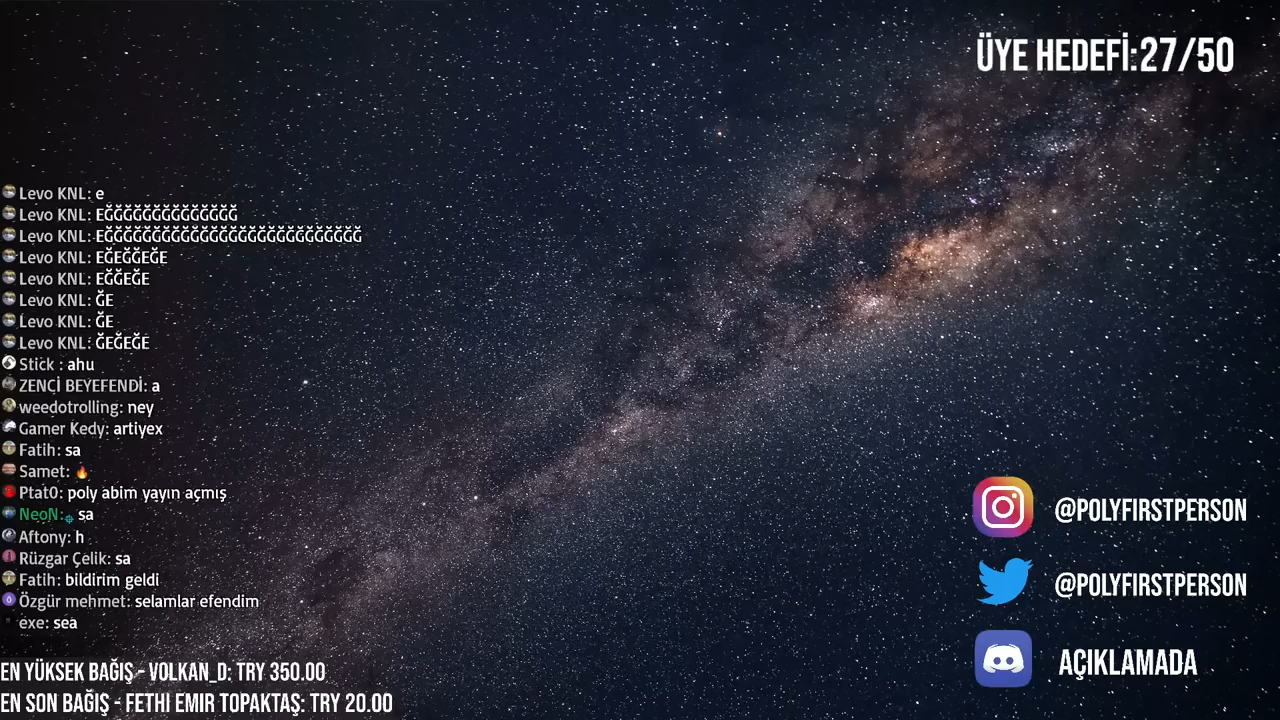 ÜYE HEDEFİ:27/50
Levo KNL: e
Levo KNL: EĞĞĞĞĞĞĞĞĞĞĞĞĞĞ
Levo KNL: EĞĞĞĞĞĞĞĞĞĞĞĞĞĞĞĞĞĞĞĞĞĞĞĞĞĞĞ
Levo KNL: EĞEĞĞEĞE
Levo KNL: EĞĞEĞE
Levo KNL: ĞE
Levo KNL: ĞE
Levo KNL: ĞEĞEĞE
Stick : ahu
ZENÇİ BEYEFENDİ: a
weedotrolling: ney
Gamer Kedy: artiyex
Fatih: sa
Samet: 🔥
Ptat0: poly abim yayın açmış
NeoN: sa
Aftony: h
Rüzgar Çelik: sa
Fatih: bildirim geldi
Özgür mehmet: selamlar efendim
exe: sea
EN YÜKSEK BAĞIŞ - VOLKAN_D: TRY 350.00
EN SON BAĞIŞ - FETHI EMIR TOPAKTAŞ: TRY 20.00
@POLYFIRSTPERSON
@POLYFIRSTPERSON
AÇIKLAMADA